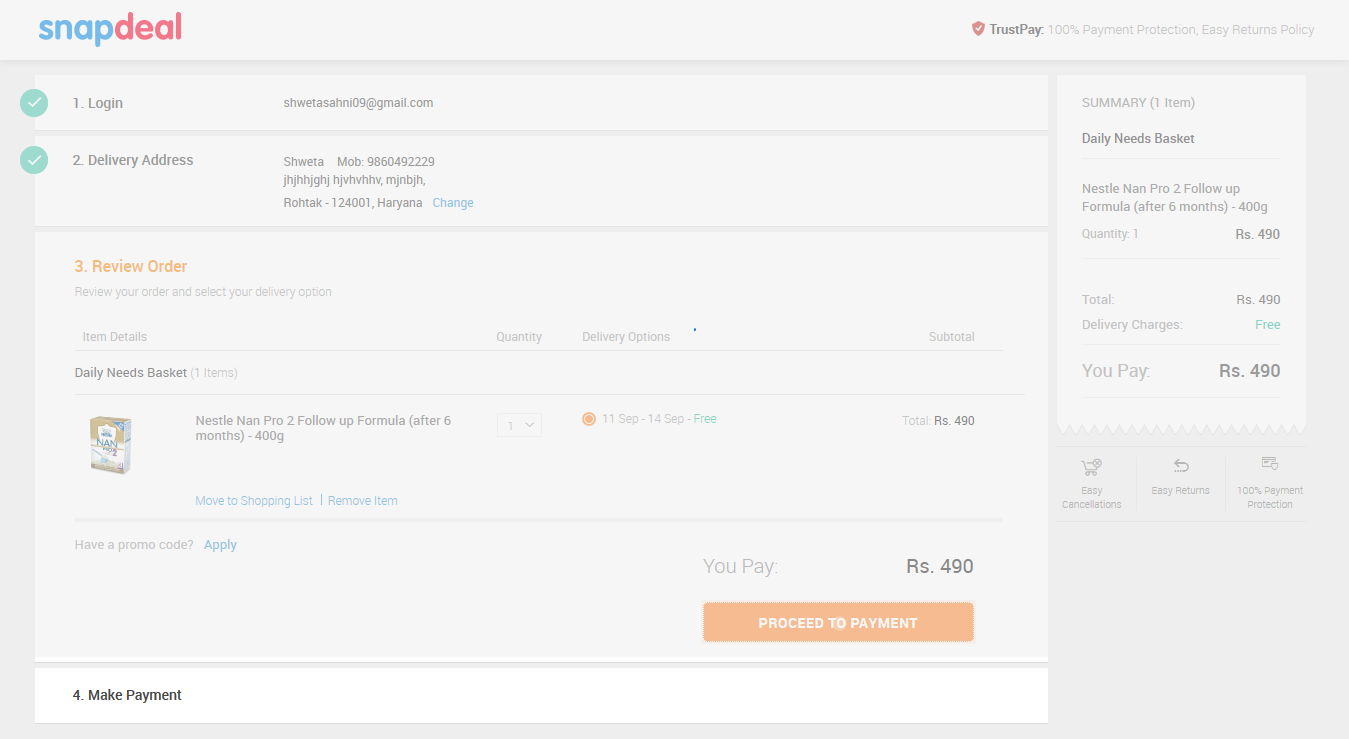 snapdeal
TrustPay: 100% Payment Protection, Easy Returns Policy
1. Login
shwetasahni09@gmail.com
2. Delivery Address
Shweta Mob: 9860492229
jhjhhjghj hjvhvhhv, mjnbjh,
Rohtak - 124001, Haryana Change
3. Review Order
Review your order and select your delivery option
Item Details Quantity Delivery Options Subtotal
Daily Needs Basket (1 Items)
NAN
PRO 2
Nestle Nan Pro 2 Follow up Formula (after 6
months) - 400g
1
11 Sep - 14 Sep - Free
Total: Rs. 490
Move to Shopping List | Remove Item
Have a promo code? Apply
You Pay: Rs. 490
PROCEED TO PAYMENT
4. Make Payment
SUMMARY (1 Item)
Daily Needs Basket
Nestle Nan Pro 2 Follow up
Formula (after 6 months) - 400g
Quantity: 1 Rs. 490
Total: Rs. 490
Delivery Charges: Free
You Pay: Rs. 490
Easy
Cancellations
Easy Returns
100% Payment
Protection